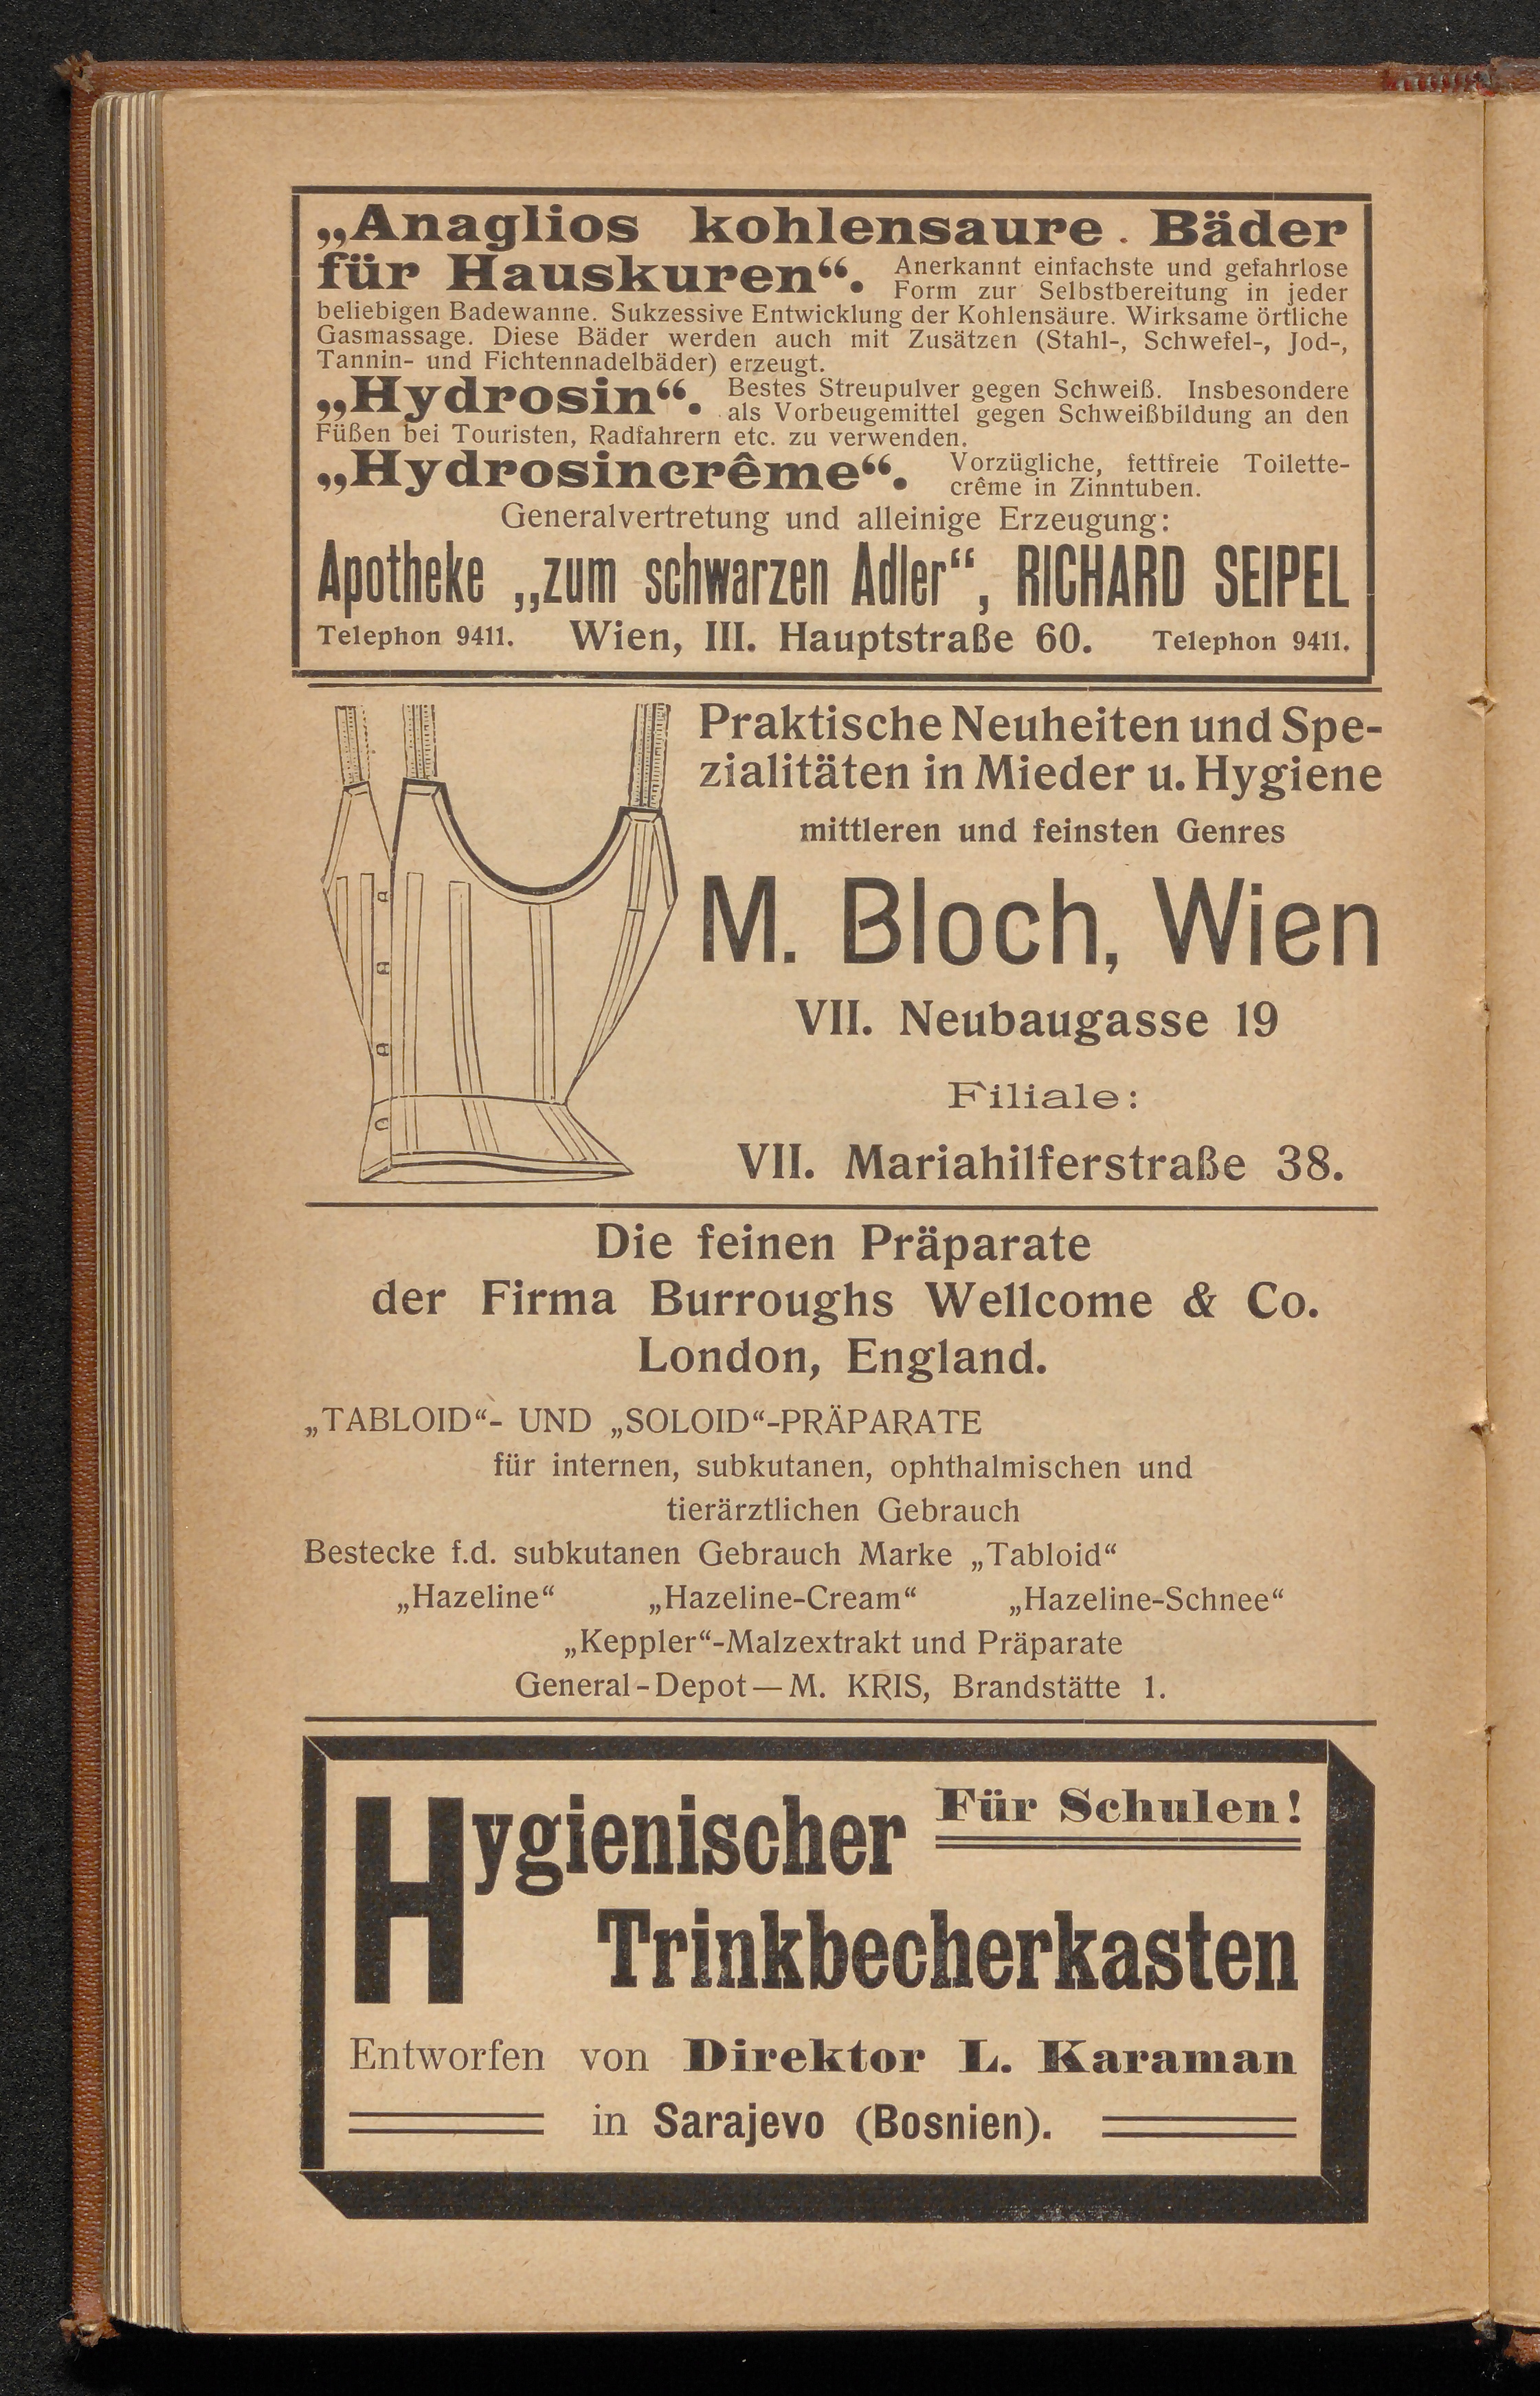 „Anaglios kohlensaure Bäder
für Hauskuren“. Anerkannt einfachste und gefahrlose
Form zur Selbstbereitung in jeder
beliebigen Badewanne. Sukzessive Entwicklung der Kohlensäure. Wirksame örtliche
Gasmassage. Diese Bäder werden auch mit Zusätzen (Stahl-, Schwefel-, Jod-,
Tannin- und Fichtennadelbäder) erzeugt.
„Hydrosin“. Bestes Streupulver gegen Schweiß. Insbesondere
als Vorbeugemittel gegen Schweißbildung an den
Füßen bei Touristen, Radfahrern etc. zu verwenden.
„Hydrosincrême“. Vorzügliche, fettfreie Toilette-
crême in Zinntuben.
Generalvertretung und alleinige Erzeugung:
Apotheke „zum schwarzen Adler“, RICHARD SEIPEL
Telephon 9411. Wien, III. Hauptstraße 60. Telephon 9411.
Praktische Neuheiten und Spe-
zialitäten in Mieder u. Hygiene
mittleren und feinsten Genres
M. Bloch, Wien
VII. Neubaugasse 19
Filiale:
VII. Mariahilferstraße 38.
Die feinen Präparate
der Firma Burroughs Wellcome & Co.
London, England.
„TABLOID“- UND „SOLOID“-PRÄPARATE
für internen, subkutanen, ophthalmischen und
tierärztlichen Gebrauch
Bestecke f.d. subkutanen Gebrauch Marke „Tabloid“
„Hazeline“ „Hazeline-Cream“ „Hazeline-Schnee“
„Keppler“-Malzextrakt und Präparate
General-Depot—M. KRIS, Brandstätte 1.
Hygienischer Für Schulen!
Trinkbecherkasten
Entworfen von Direktor L. Karaman
in Sarajevo (Bosnien).